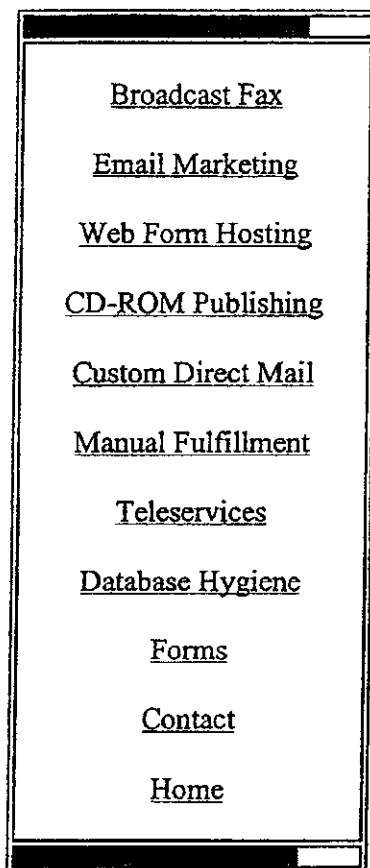 Broadcast Fax
Email Marketing
Web Form Hosting
CD-ROM Publishing
Custom Direct Mail
Manual Fulfillment
Teleservices
Database Hygiene
Forms
Contact
Home